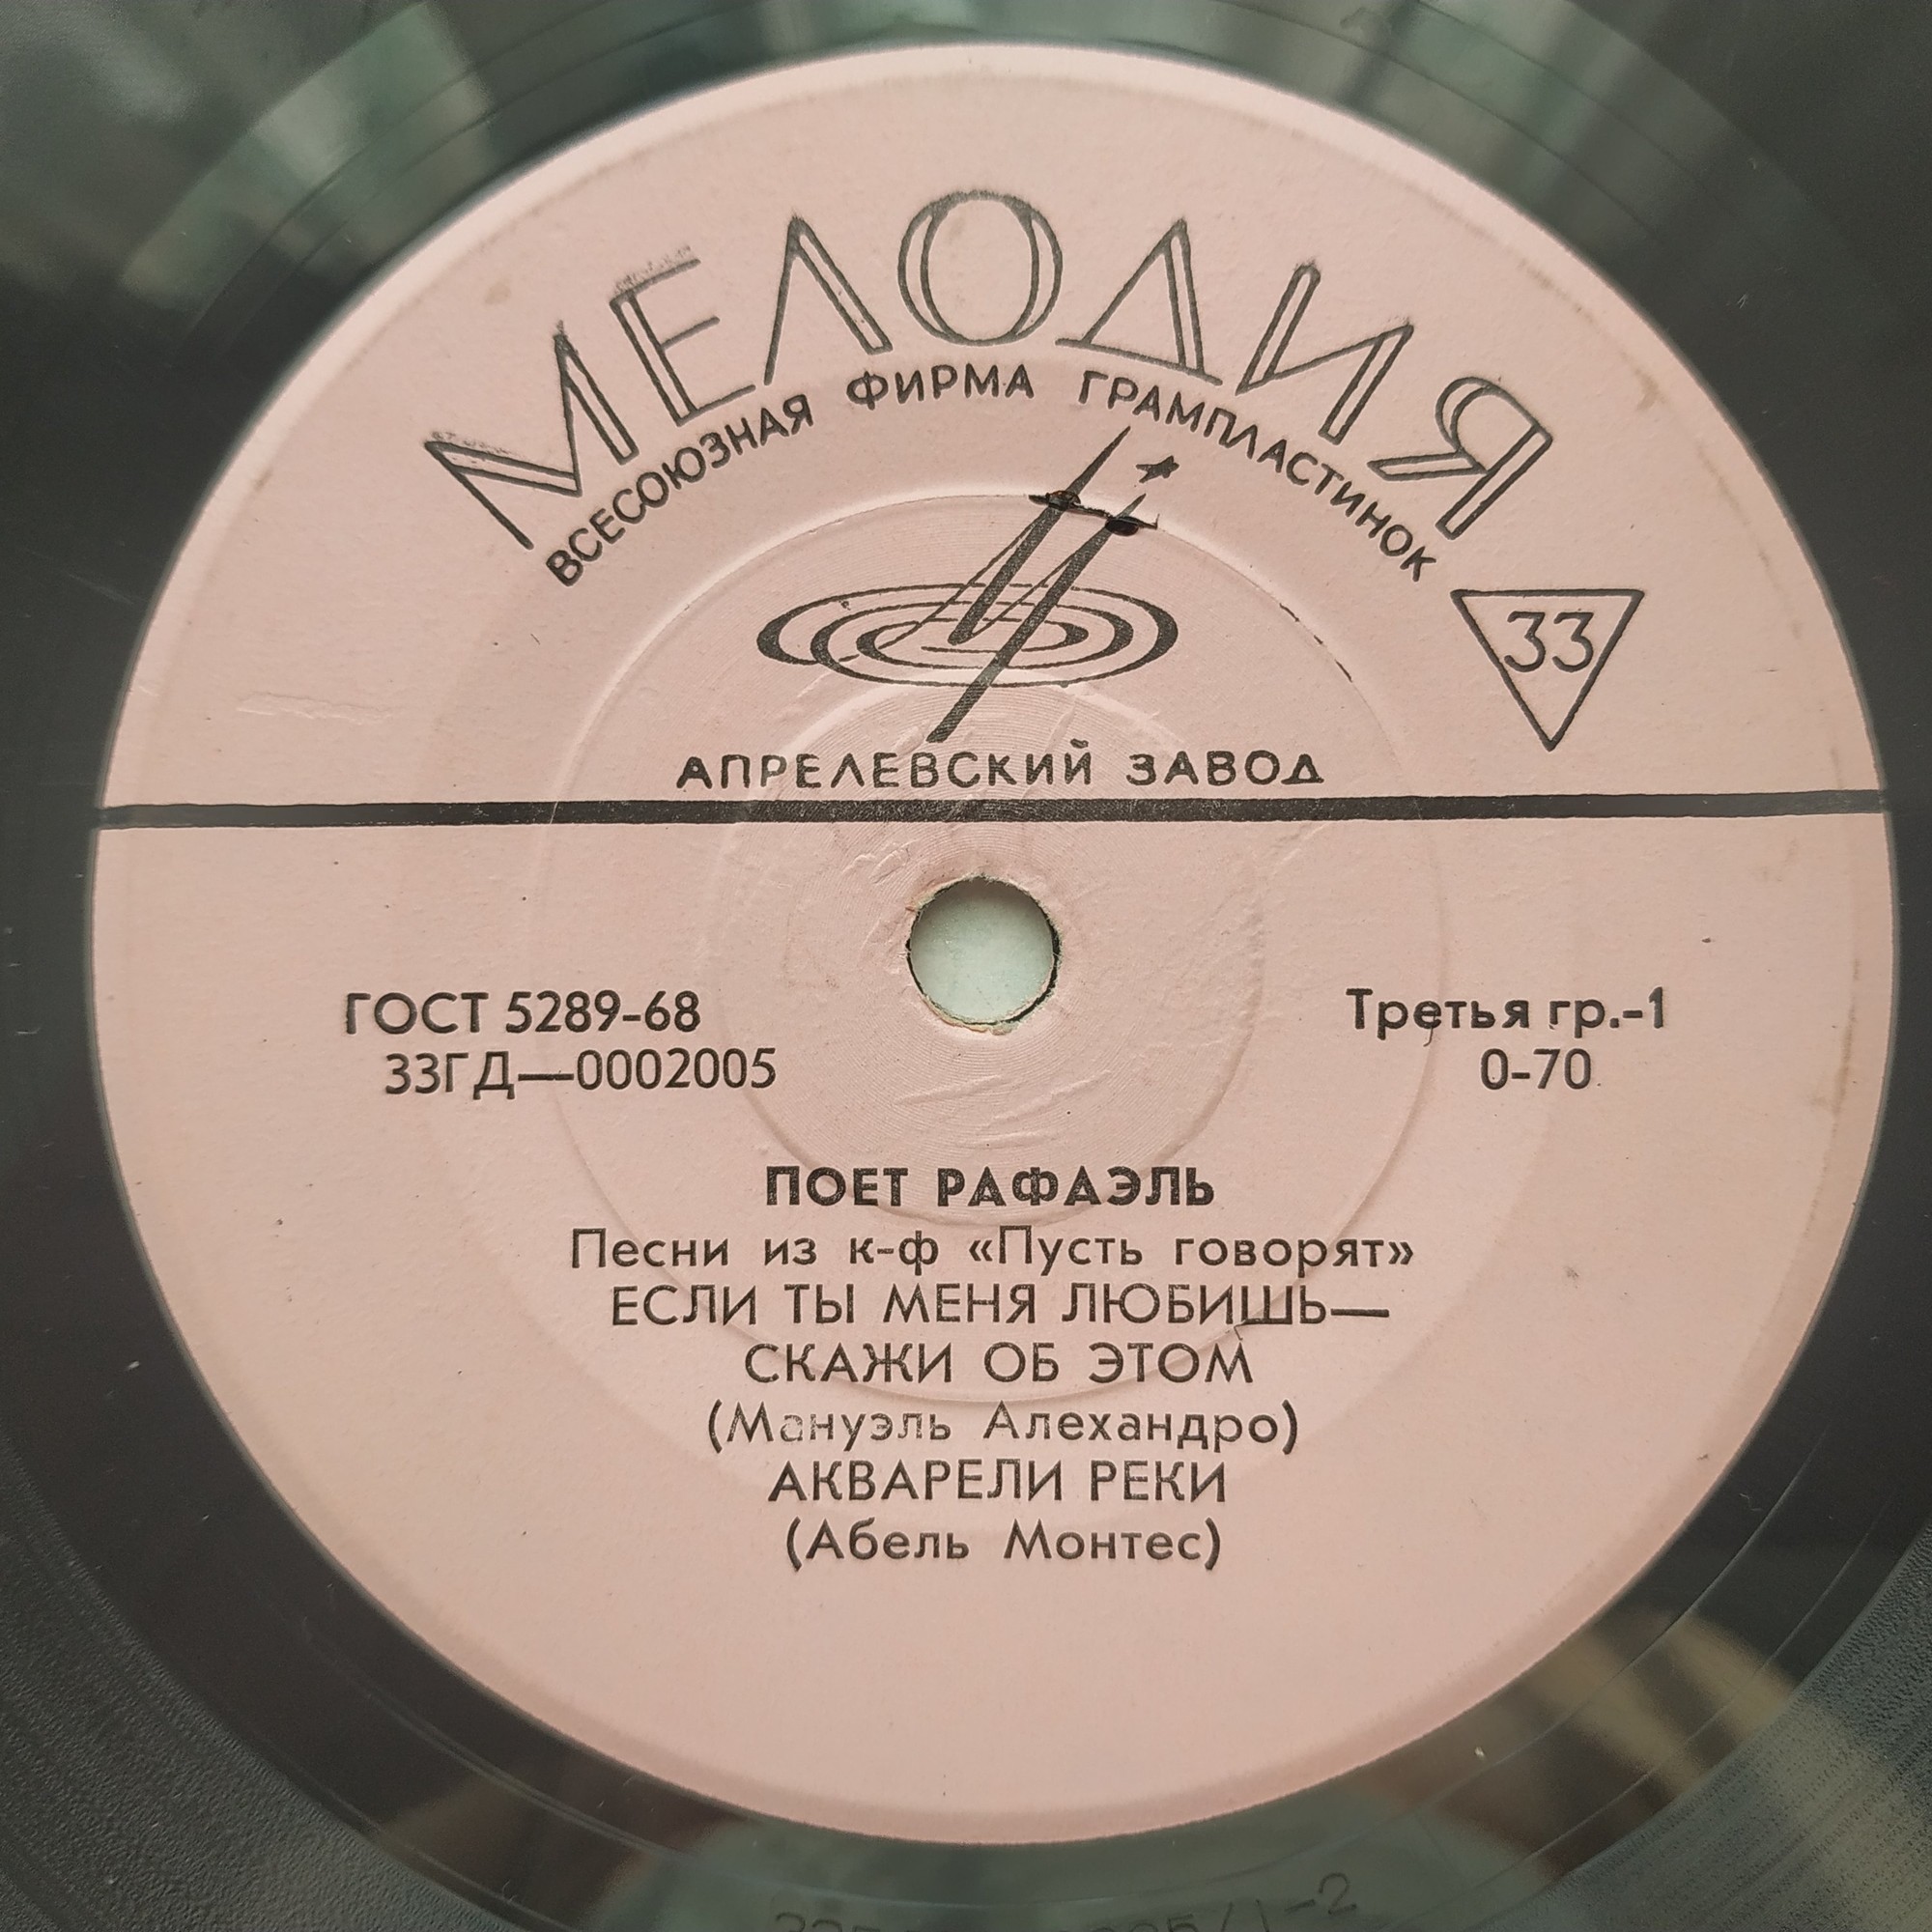 МЕЛОДИЯ
ВСЕСОЮЗНАЯ ФИРМА ГРАМПЛАСТИНОК
33
АПРЕЛЕВСКИЙ ЗАВОД
ГОСТ 5289-68
Третья гр.-1
33ГД—0002005
0-70
ПОЕТ РАФАЭЛЬ
Песни из к-ф «Пусть говорят»
ЕСЛИ ТЫ МЕНЯ ЛЮБИШЬ—
СКАЖИ ОБ ЭТОМ
(Мануэль Алехандро)
АКВАРЕЛИ РЕКИ
(Абель Монтес)